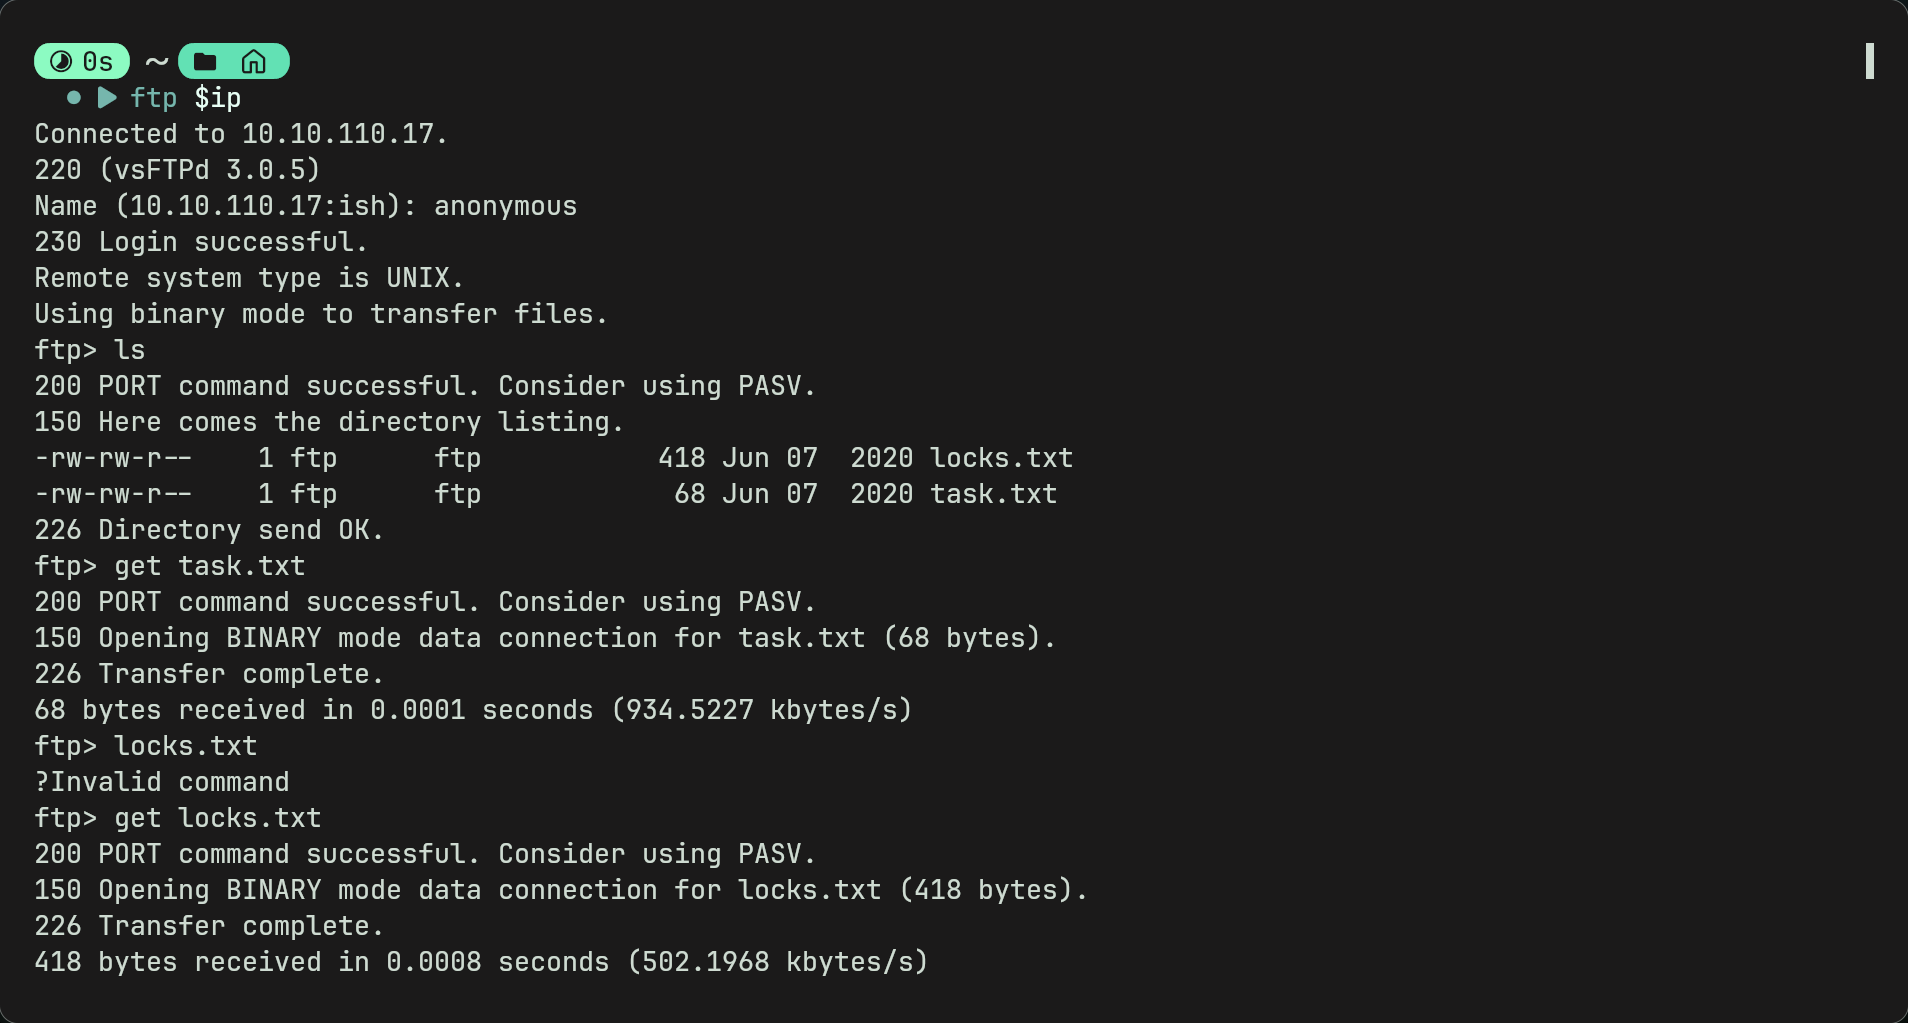 0s ~
ftp $ip
Connected to 10.10.110.17.
220 (vsFTPd 3.0.5)
Name (10.10.110.17:ish): anonymous
230 Login successful.
Remote system type is UNIX.
Using binary mode to transfer files.
ftp> ls
200 PORT command successful. Consider using PASV.
150 Here comes the directory listing.
-rw-rw-r--    1 ftp      ftp           418 Jun 07  2020 locks.txt
-rw-rw-r--    1 ftp      ftp            68 Jun 07  2020 task.txt
226 Directory send OK.
ftp> get task.txt
200 PORT command successful. Consider using PASV.
150 Opening BINARY mode data connection for task.txt (68 bytes).
226 Transfer complete.
68 bytes received in 0.0001 seconds (934.5227 kbytes/s)
ftp> locks.txt
?Invalid command
ftp> get locks.txt
200 PORT command successful. Consider using PASV.
150 Opening BINARY mode data connection for locks.txt (418 bytes).
226 Transfer complete.
418 bytes received in 0.0008 seconds (502.1968 kbytes/s)